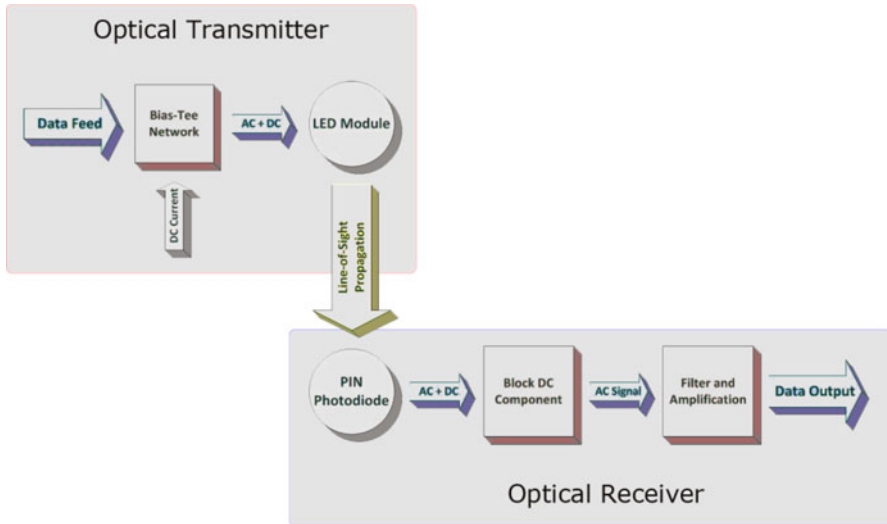 Optical Transmitter
Data Feed
Bias-Tee
Network
AC + DC
LED Module
DC Current
Line-of-Sight
Propagation
PIN
Photodiode
AC + DC
Block DC
Component
AC Signal
Filter and
Amplification
Data Output
Optical Receiver